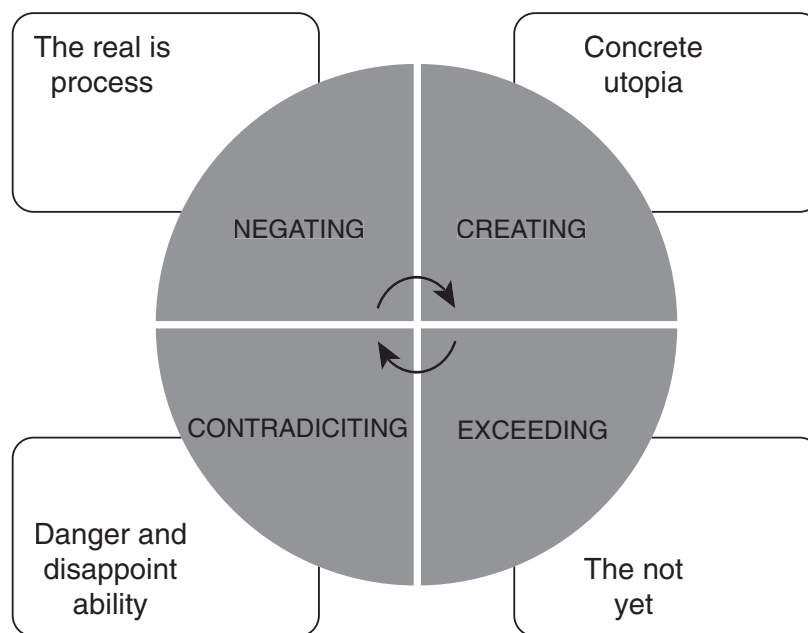 The real is
process
Concrete
utopia
NEGATING
CREATING
CONTRADICITING
EXCEEDING
Danger and
disappoint
ability
The not
yet